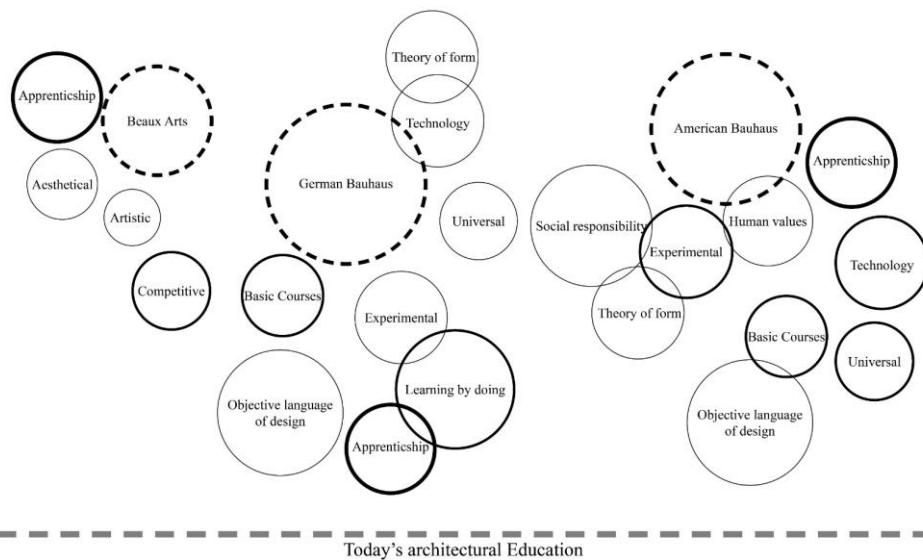 Apprenticship
Beaux Arts
Aesthetical
Artistic
Competitive
Theory of form
Technology
German Bauhaus
Universal
Basic Courses
Experimental
Learning by doing
Objective language
of design
Apprenticship
American Bauhaus
Apprenticship
Social responsibility
Human values
Experimental
Technology
Theory of form
Basic Courses
Universal
Objective language
of design
Today's architectural Education